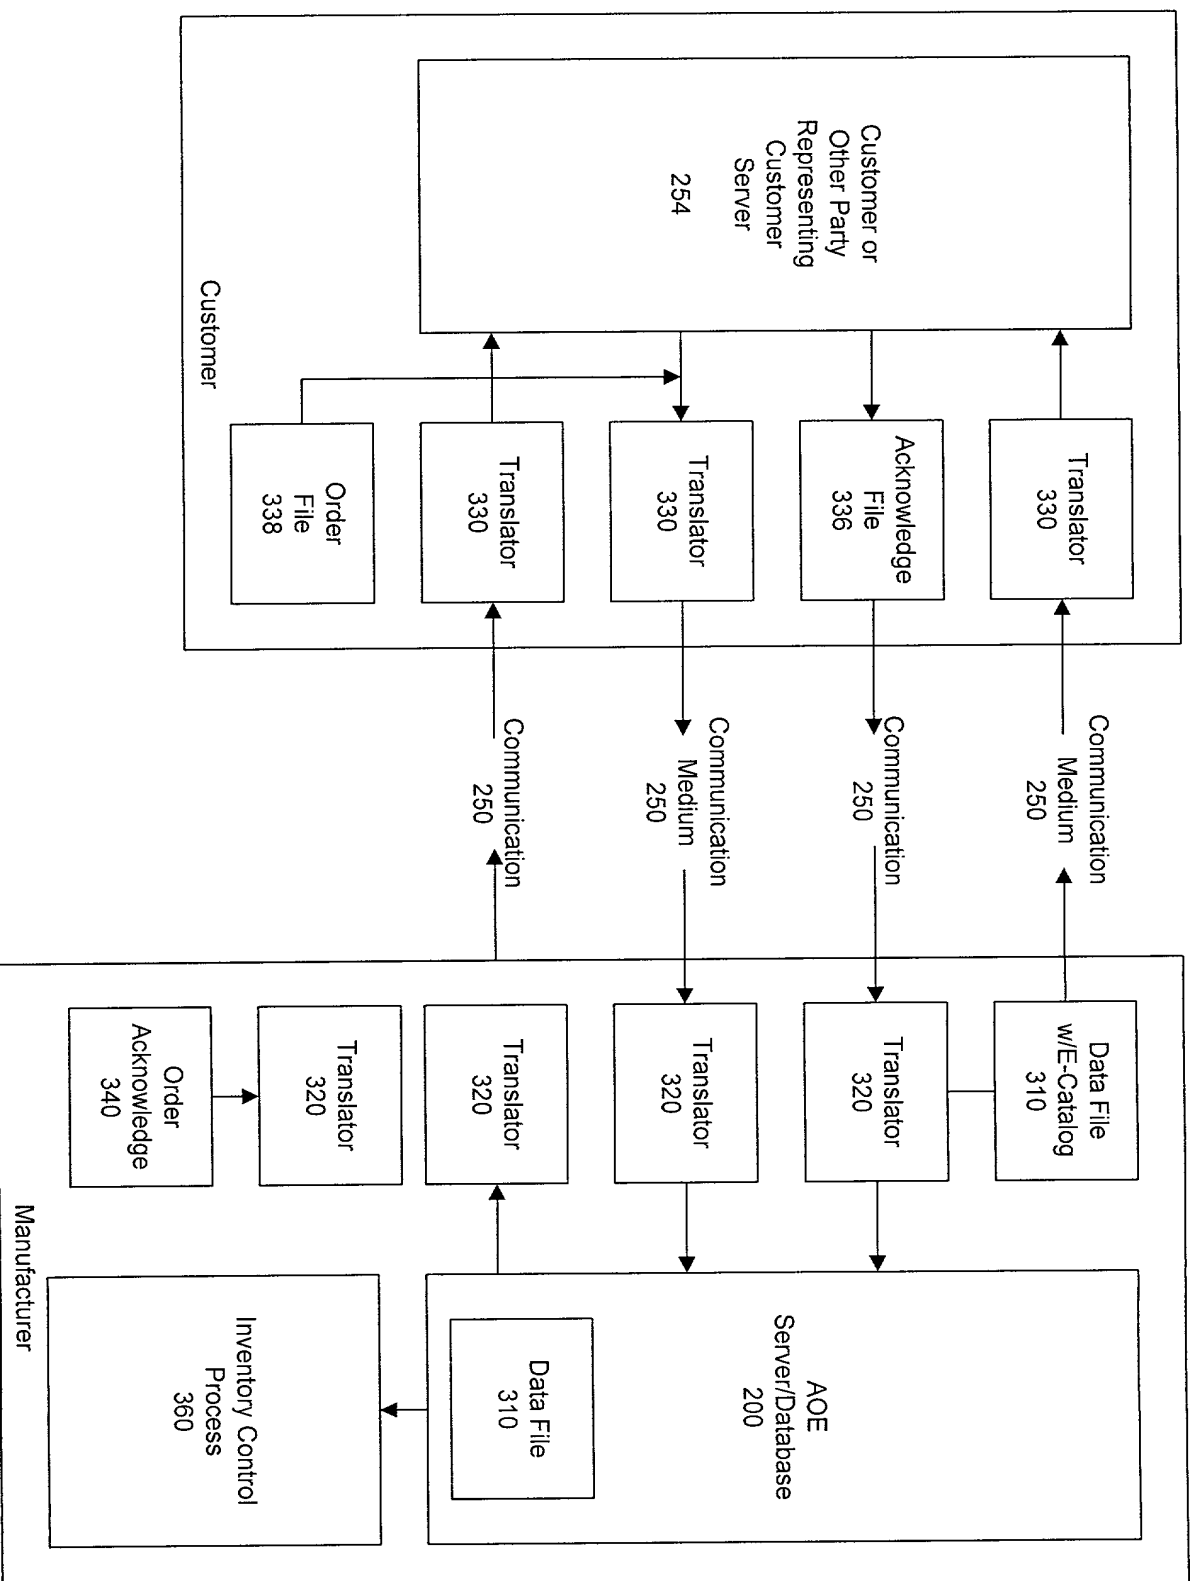 Customer or
Other Party
Representing
Customer
Server
254
Translator
330
Acknowledge
File
336
Translator
330
Translator
330
Order
File
338
Customer
Communication
Medium
250
Communication
250
Communication
Medium
250
Communication
250
Data File
w/E-Catalog
310
Translator
320
Translator
320
Translator
320
Translator
320
Order
Acknowledge
340
AOE
Server/Database
200
Data File
310
Inventory Control
Process
360
Manufacturer